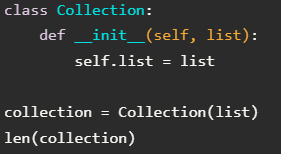 class Collection:
    def __init__(self, list):
        self.list = list

collection = Collection(list)
len(collection)